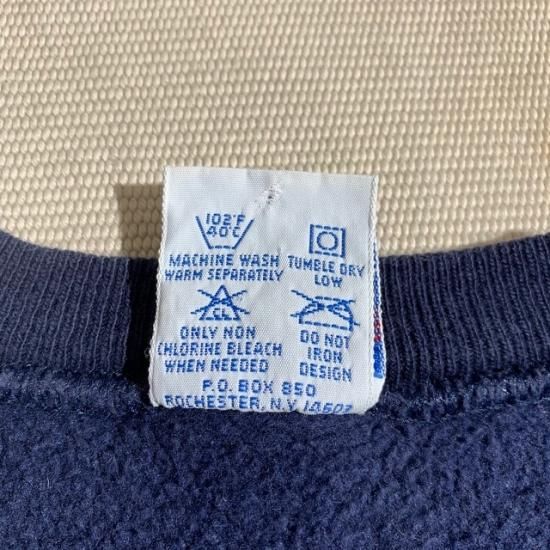 102°F
40°C
MACHINE WASH
WARM SEPARATELY
TUMBLE DRY
LOW
CL
ONLY NON
CHLORINE BLEACH
WHEN NEEDED
DO NOT
IRON
DESIGN
P.O. BOX 850
ROCHESTER, N.Y. 14603